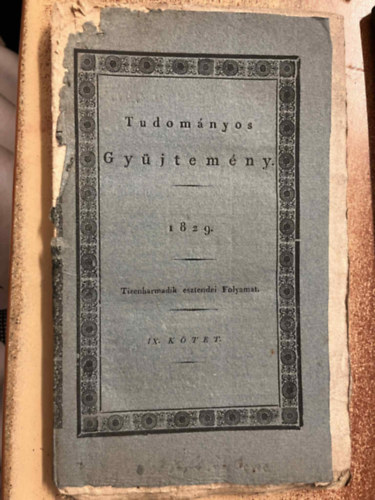 Tudományos
Gyűjtemény.
1829.
Tizenharmadik esztendei Folyamat.
IX. KÖTET.